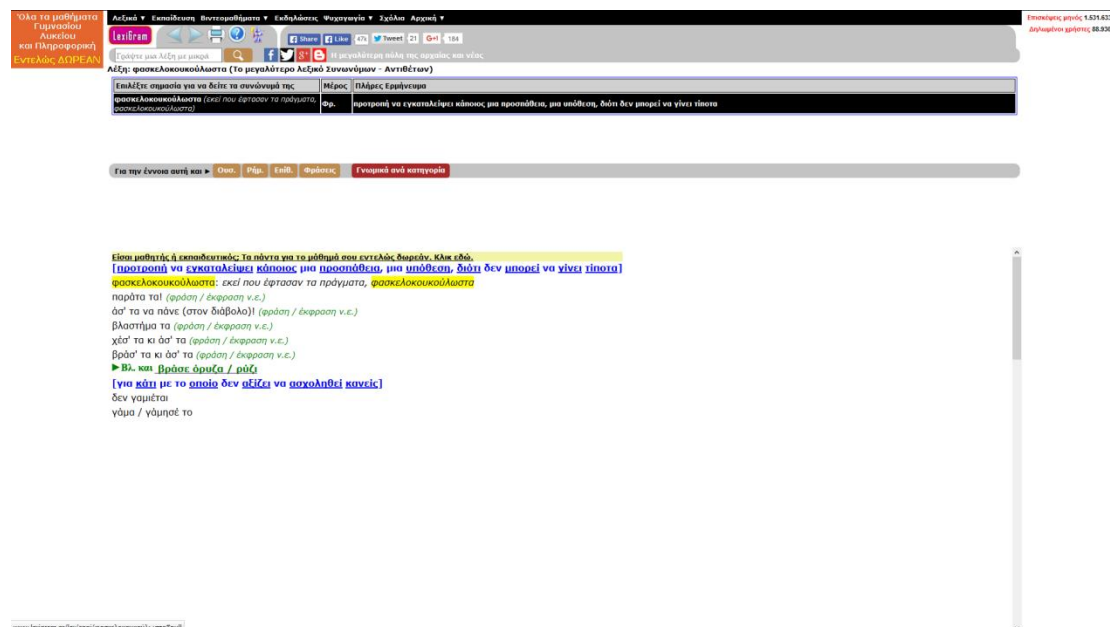 Όλα τα μαθήματα
Γυμνασίου
Λυκείου
και Πληροφορική
Εντελώς ΔΩΡΕΑΝ
Λεξικά ▼ Εκπαίδευση Βιντεομαθήματα ▼ Εκδηλώσεις Ψυχαγωγία ▼ Σχόλια Αρχική ▼
Επισκέψεις μηνός 1.631.633
Δηλωμένοι χρήστες 88.938
LexiGram
Share Like 471 Tweet 21 G+1 184
Γράψτε μια λέξη με μικρά
Η μεγαλύτερη πύλη της αρχαίας και νέας
Λέξη: φασκελοκουκούλωστα (Το μεγαλύτερο λεξικό Συνωνύμων - Αντιθέτων)
Επιλέξτε σημασία για να δείτε τα συνώνυμά της Μέρος Πλήρες Ερμήνευμα
φασκελοκουκούλωστα (εκεί που έφτασαν τα πράγματα, φασκελοκουκούλωστα) Φρ. προτροπή να εγκαταλείψει κάποιος μια προσπάθεια, μια υπόθεση, διότι δεν μπορεί να γίνει τίποτα
Για την έννοια αυτή και ► Ουσ. Ρήμ. Επίθ. Φράσεις Γνωμικά ανά κατηγορία
Είσαι μαθητής ή εκπαιδευτικός; Τα πάντα για το μάθημά σου εντελώς δωρεάν. Κλικ εδώ.
[προτροπή να εγκαταλείψει κάποιος μια προσπάθεια, μια υπόθεση, διότι δεν μπορεί να γίνει τίποτα]
φασκελοκουκούλωστα: εκεί που έφτασαν τα πράγματα, φασκελοκουκούλωστα
παράτα τα! (φράση / έκφραση ν.ε.)
άσ' τα να πάνε (στον διάβολο)! (φράση / έκφραση ν.ε.)
βλαστήμα τα (φράση / έκφραση ν.ε.)
χέσ' τα κι άσ' τα (φράση / έκφραση ν.ε.)
βράσ' τα κι άσ' τα (φράση / έκφραση ν.ε.)
►Βλ. και βράσε όρυζα / ρύζι
[για κάτι με το οποίο δεν αξίζει να ασχοληθεί κανείς]
δεν γαμιέται
γάμα / γάμησέ το